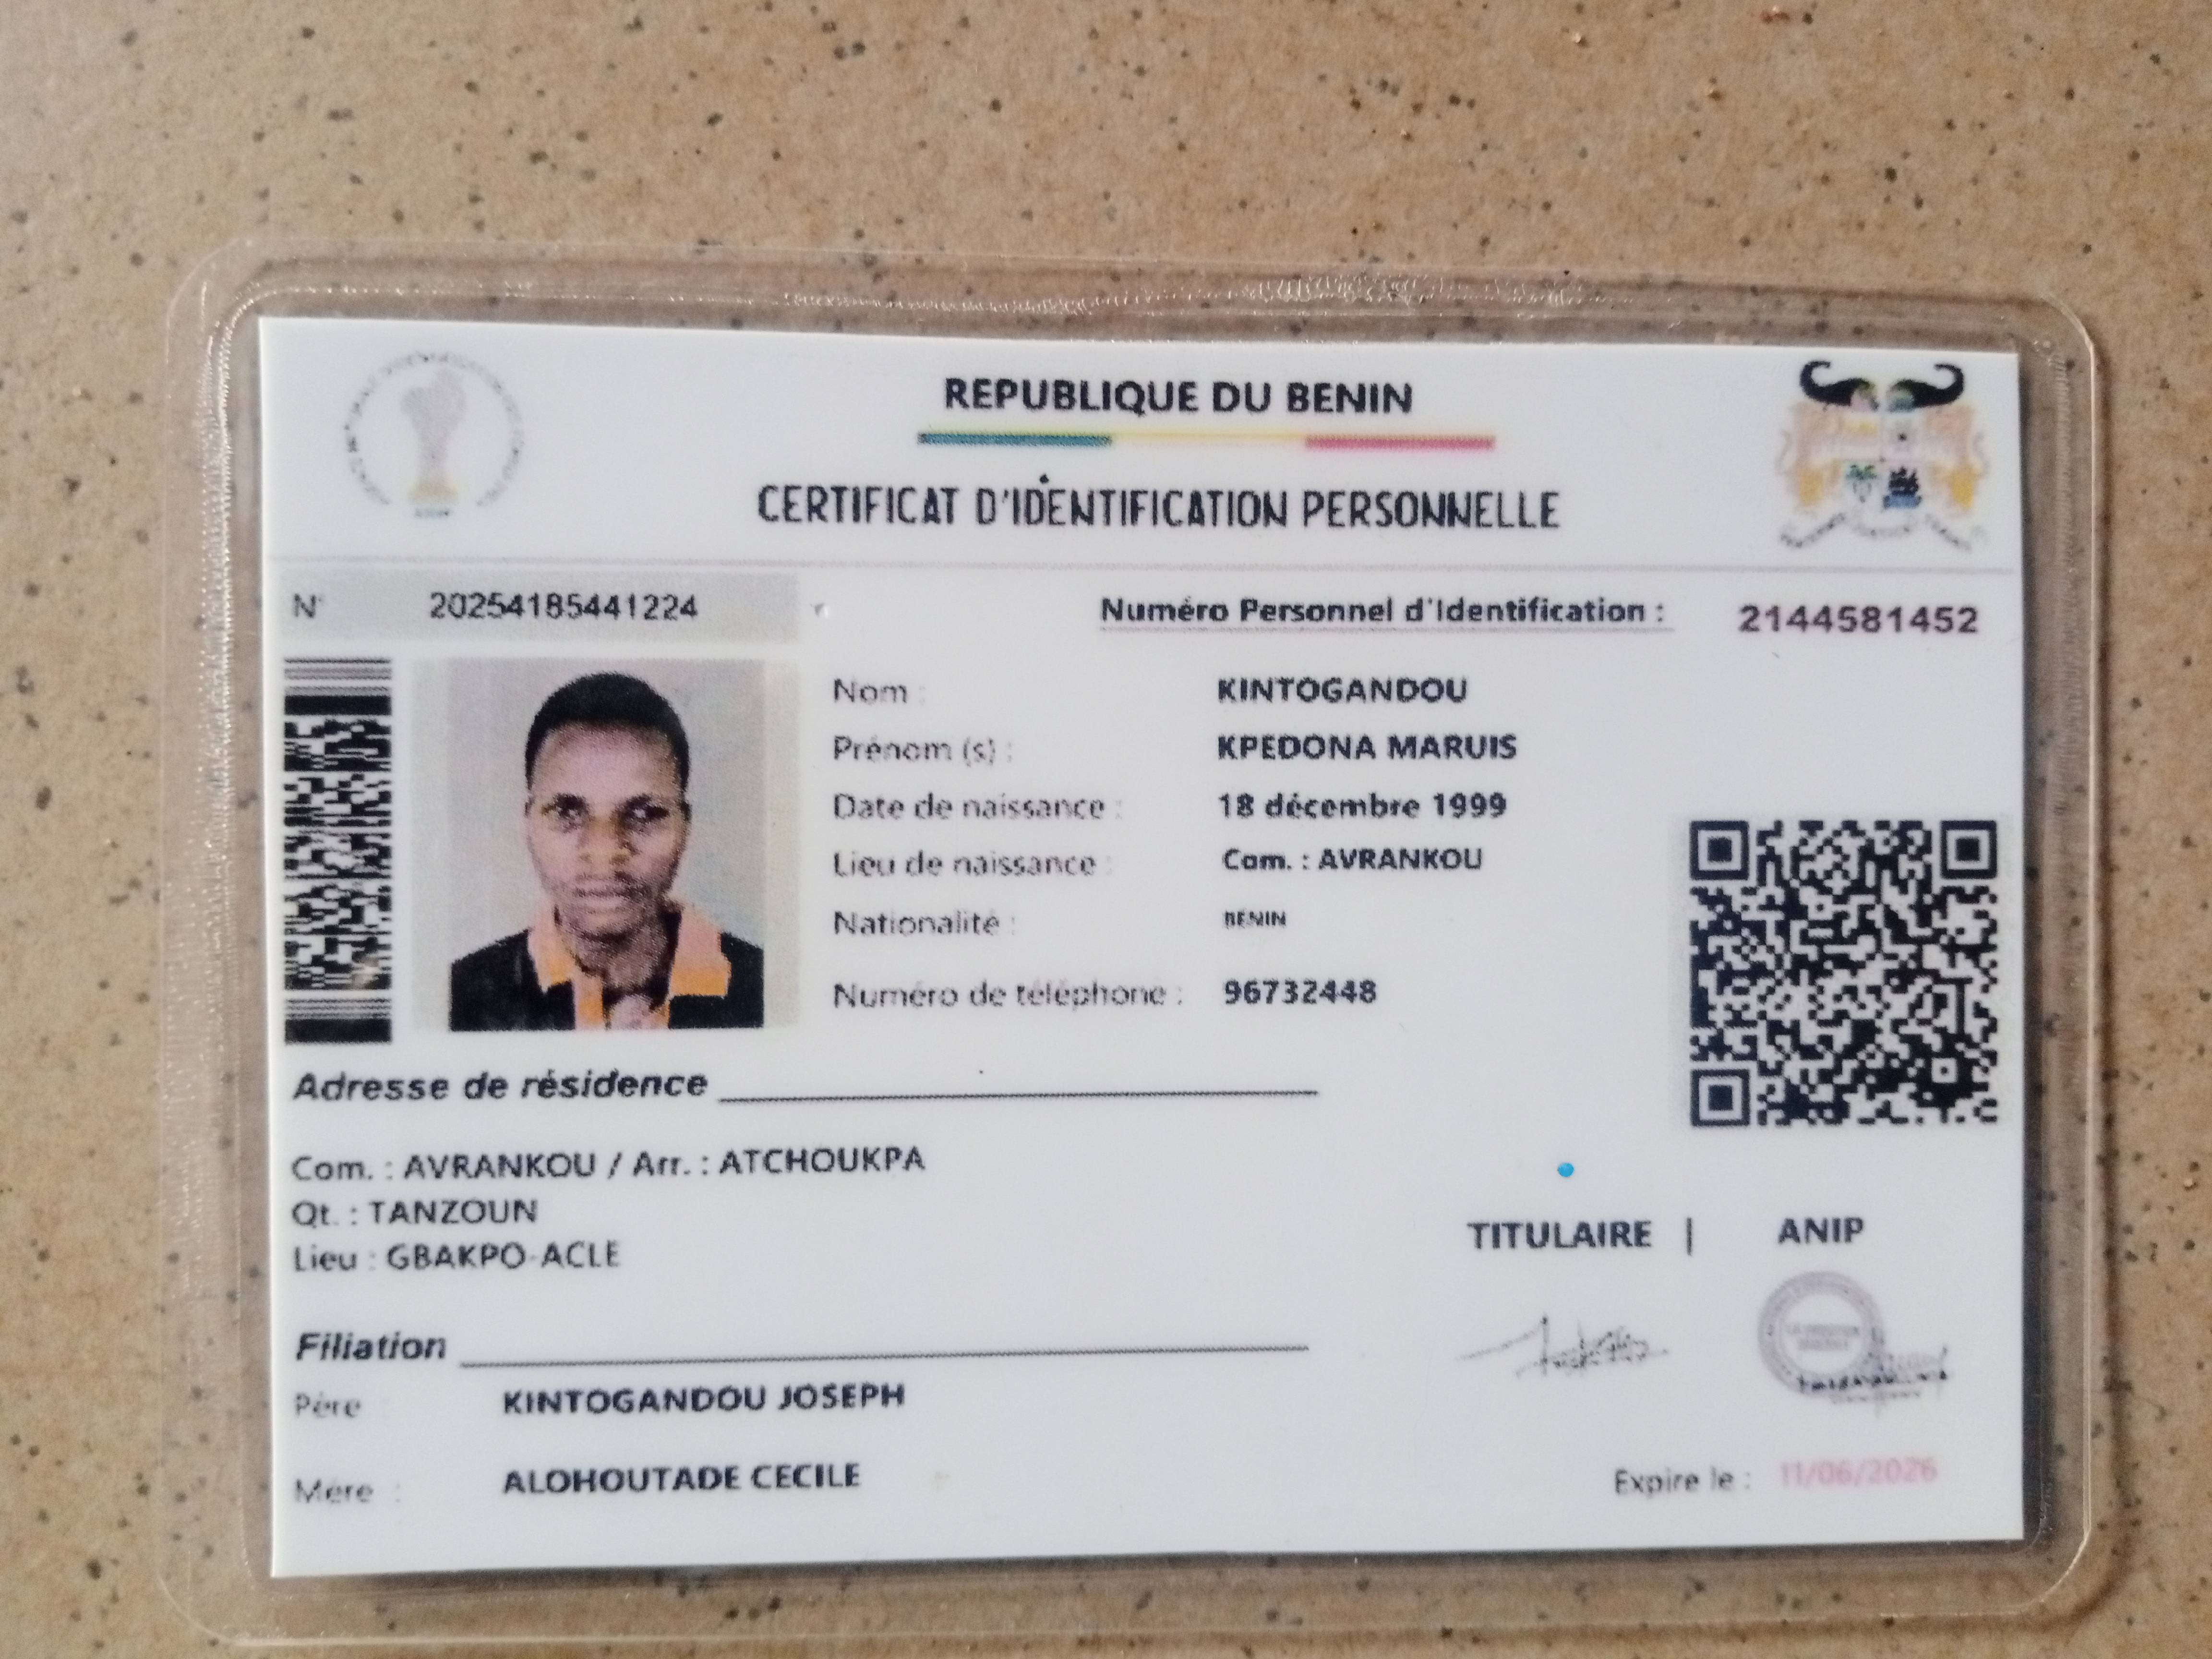 REPUBLIQUE DU BENIN
CERTIFICAT D'IDENTIFICATION PERSONNELLE
N° 20254185441224
Numéro Personnel d'Identification : 2144581452
Nom : KINTOGANDOU
Prénom (s) : KPEDONA MARUIS
Date de naissance : 18 décembre 1999
Lieu de naissance : Com. : AVRANKOU
Nationalité : BENIN
Numéro de téléphone : 96732448
Adresse de résidence
Com. : AVRANKOU / Arr. : ATCHOUKPA
Qt. : TANZOUN
Lieu : GBAKPO-ACLE
TITULAIRE | ANIP
Filiation
Père KINTOGANDOU JOSEPH
Mère : ALOHOUTADE CECILE
Expire le : 11/06/2026